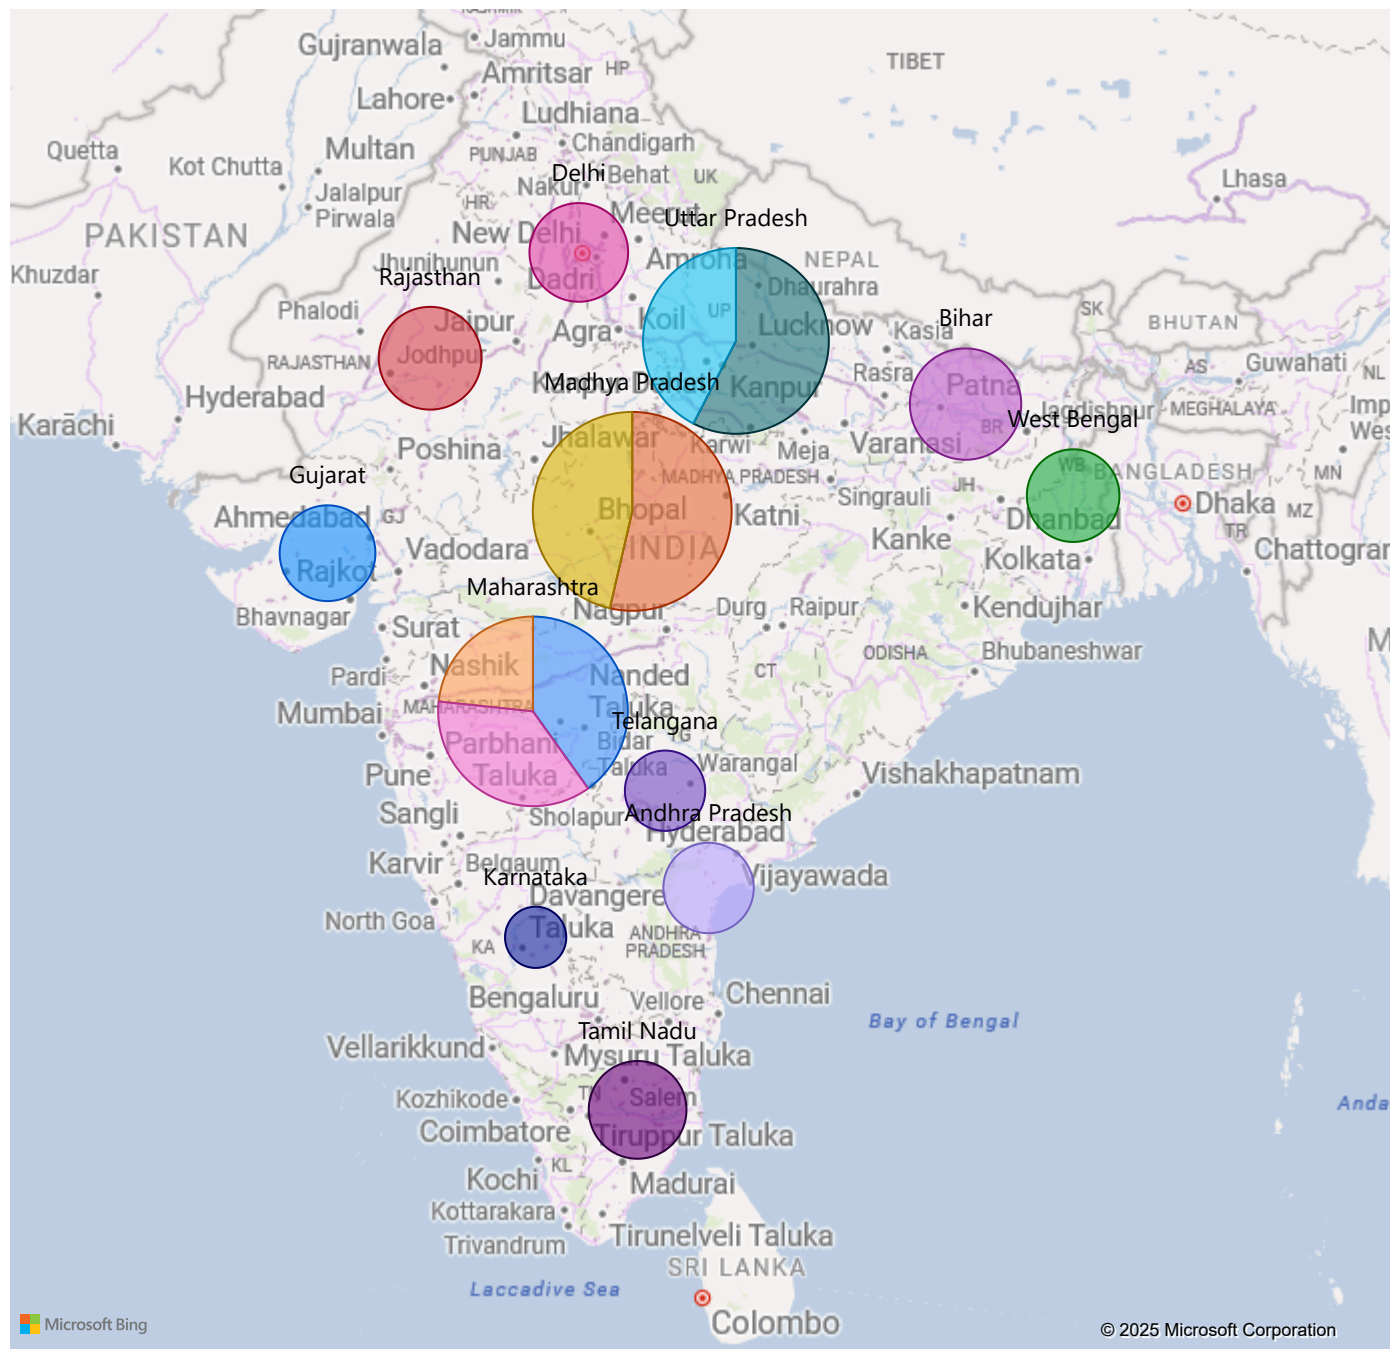 Gujranwala
Jammu
Amritsar
HP
TIBET
Lahore
Ludhiana
Quetta
Kot Chutta
Multan
PUNJAB
Chandigarh
Delhi
Nakur
Behat
UK
Jalalpur
Pirwala
Lhasa
HR
Meerut
Uttar Pradesh
PAKISTAN
New Delhi
Khuzdar
Jhunjhunun
Dadri
Amroha
NEPAL
Rajasthan
Dhaurahra
Phalodi
Jaipur
Agra
Koil
UP
Lucknow
Kasia
Bihar
SK
BHUTAN
RAJASTHAN
Jodhpur
Guwahati
AS
NL
Rasra
Madhya Pradesh
Kanpur
Patna
Hyderabad
Karāchi
Jagdishpur
MEGHALAYA
West Bengal
BR
Jhalawar
Karwi
Meja
Varanasi
Poshina
Gujarat
MADHYA PRADESH
JH
WB
BANGLADESH
MN
Singrauli
Ahmedabad
GJ
Bhopal
Katni
Dhanbad
Dhaka
MZ
TR
Vadodara
INDIA
Kanke
Kolkata
Rajkot
Maharashtra
Bhavnagar
Nagpur
Durg
Raipur
Kendujhar
Surat
Nashik
Nanded
Taluka
CT
ODISHA
Bhubaneshwar
Pardi
MAHARASHTRA
Mumbai
Telangana
TG
Parbhani
Taluka
Bidar
Taluka
Warangal
Pune
Vishakhapatnam
Sangli
Sholapur
Andhra Pradesh
Hyderabad
Karvir
Belgaum
Karnataka
Vijayawada
Davangere
Taluka
North Goa
KA
ANDHRA
PRADESH
Bengaluru
Vellore
Chennai
Bay of Bengal
Tamil Nadu
Vellarikkund
Mysuru Taluka
Kozhikode
TN
Salem
Coimbatore
Tiruppur Taluka
KL
Kochi
Madurai
Kottarakara
Trivandrum
Tirunelveli Taluka
SRI LANKA
Laccadive Sea
Colombo
Microsoft Bing
© 2025 Microsoft Corporation